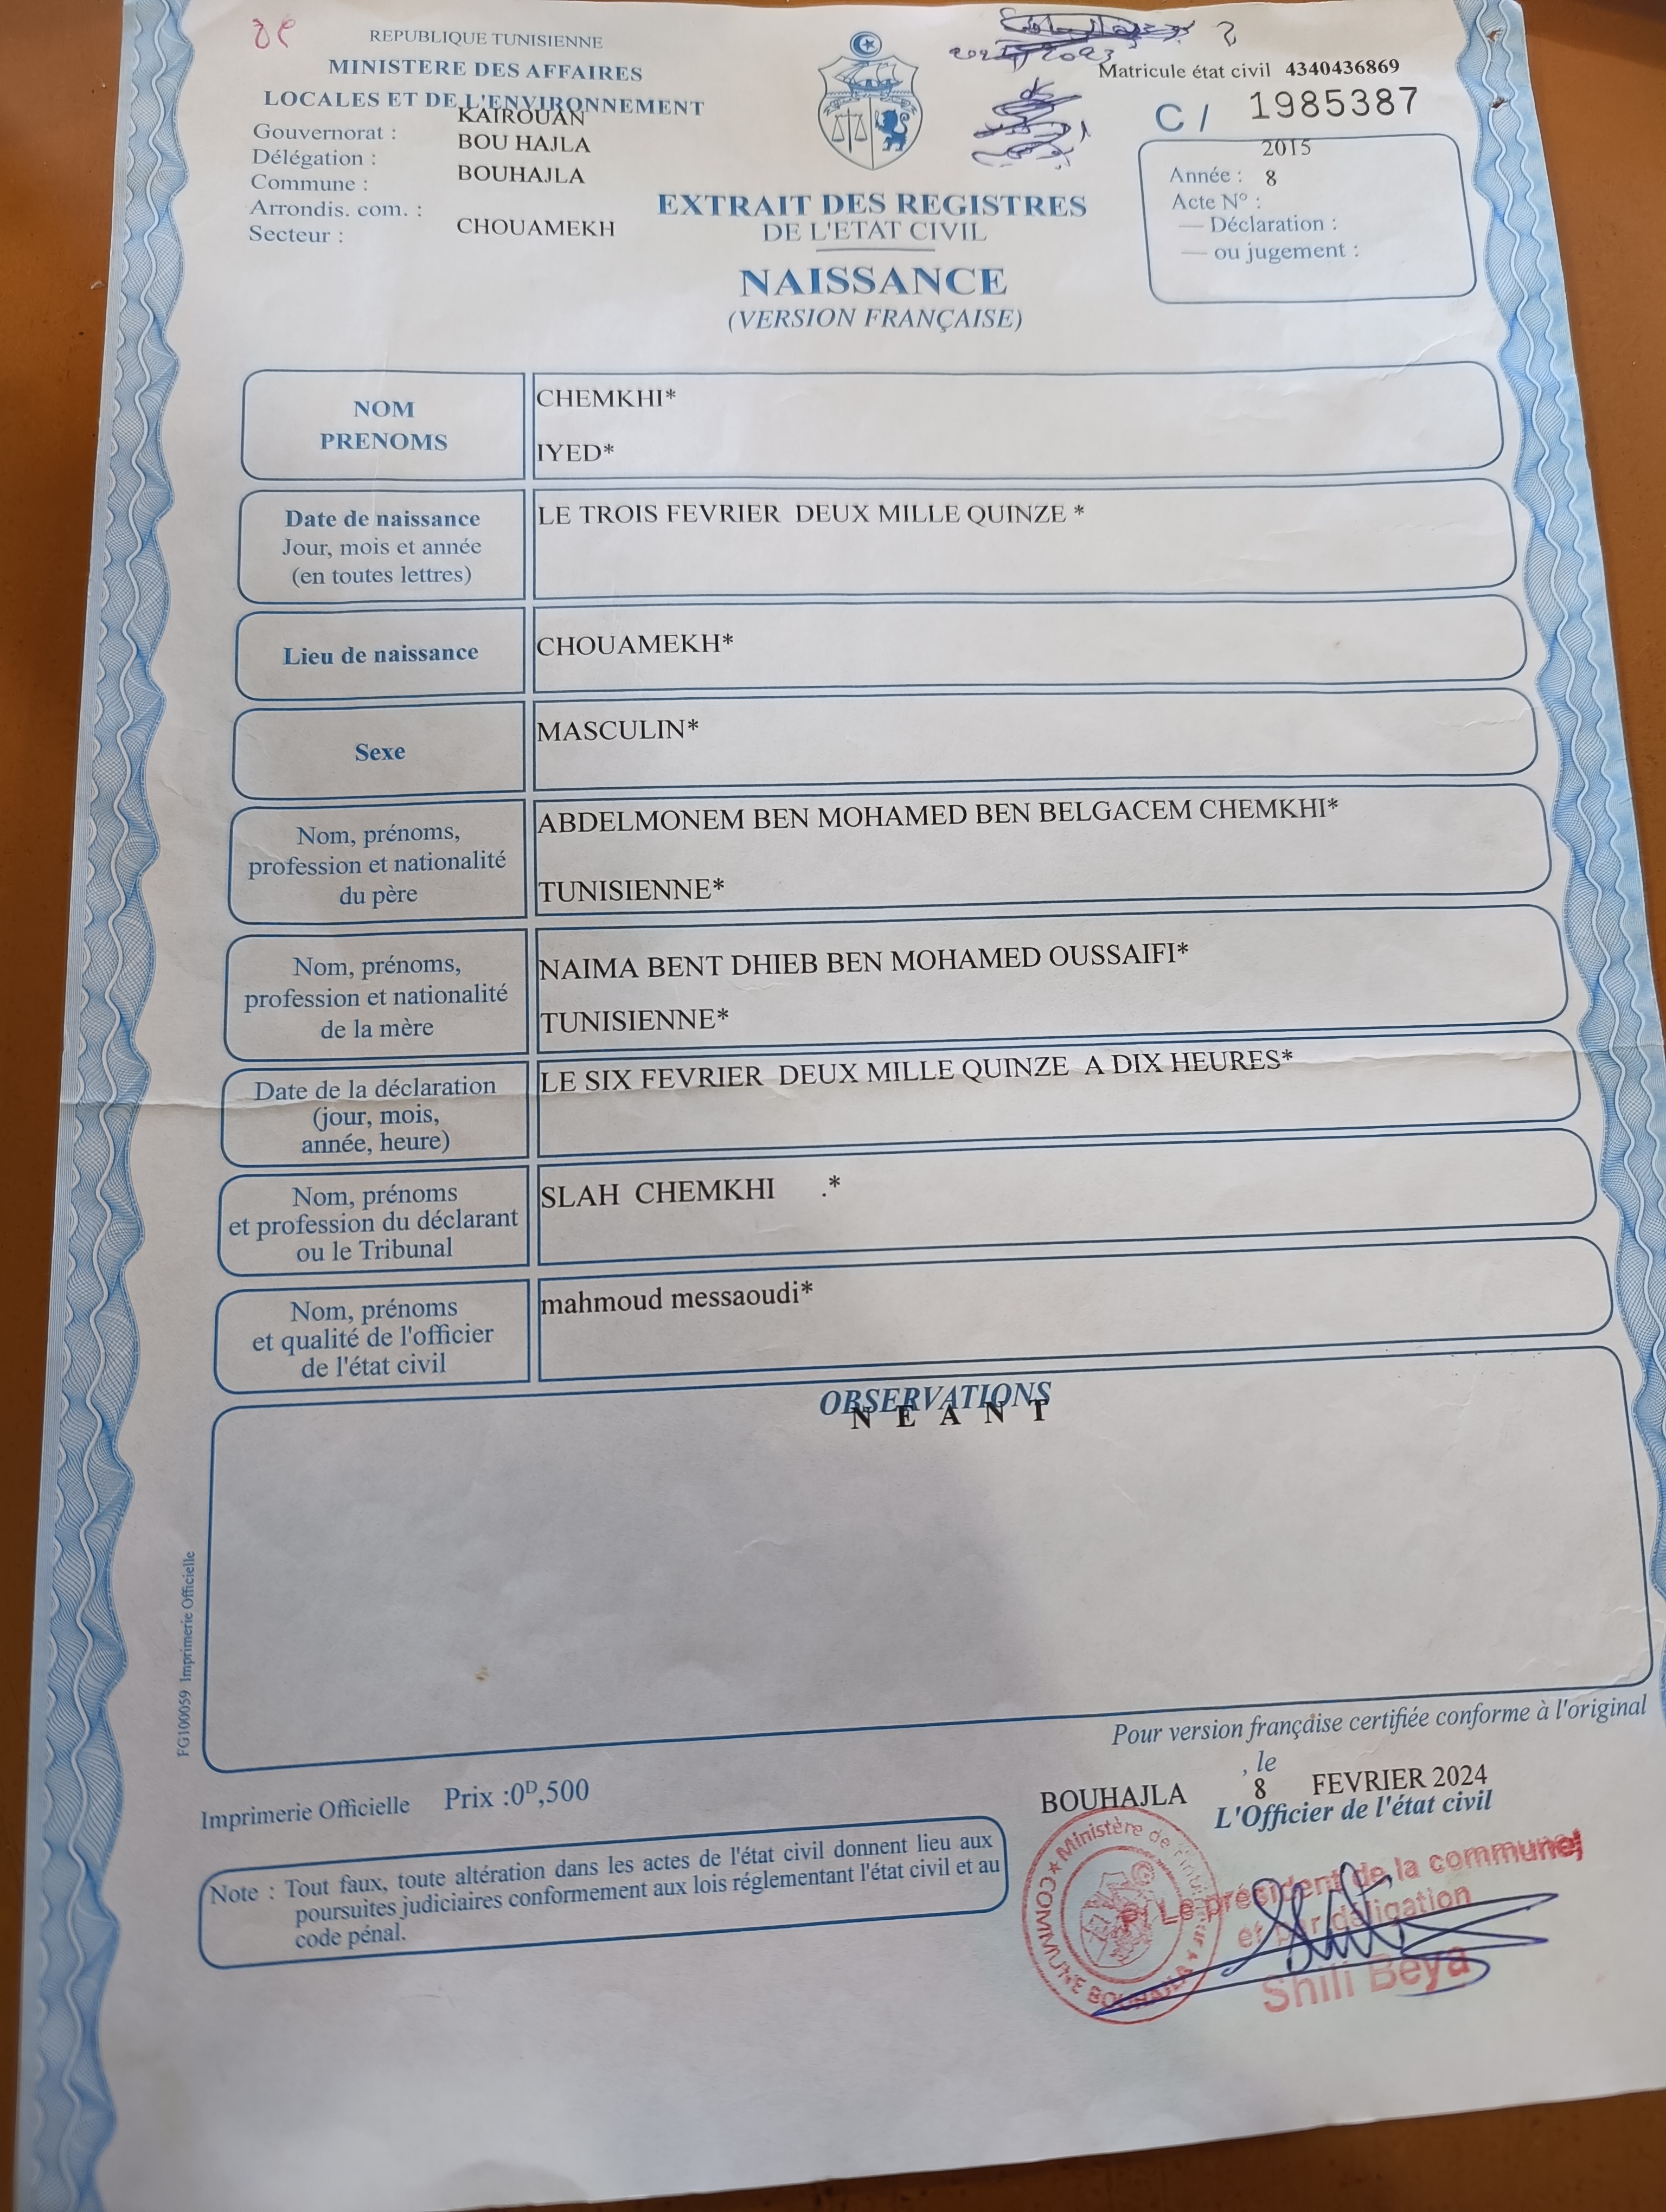 REPUBLIQUE TUNISIENNE
MINISTERE DES AFFAIRES
LOCALES ET DE L'ENVIRONNEMENT
Gouvernorat : KAIROUAN
Délégation : BOU HAJLA
Commune : BOUHAJLA
Arrondis. com. :
Secteur : CHOUAMEKH
2023
Matricule état civil 4340436869
C / 1985387
2015
Année : 8
Acte N° :
— Déclaration :
— ou jugement :
EXTRAIT DES REGISTRES
DE L'ETAT CIVIL
NAISSANCE
(VERSION FRANÇAISE)
NOM
PRENOMS
CHEMKHI*
IYED*
Date de naissance
Jour, mois et année
(en toutes lettres)
LE TROIS FEVRIER DEUX MILLE QUINZE *
Lieu de naissance
CHOUAMEKH*
Sexe
MASCULIN*
Nom, prénoms,
profession et nationalité
du père
ABDELMONEM BEN MOHAMED BEN BELGACEM CHEMKHI*
TUNISIENNE*
Nom, prénoms,
profession et nationalité
de la mère
NAIMA BENT DHIEB BEN MOHAMED OUSSAIFI*
TUNISIENNE*
Date de la déclaration
(jour, mois,
année, heure)
LE SIX FEVRIER DEUX MILLE QUINZE A DIX HEURES*
Nom, prénoms
et profession du déclarant
ou le Tribunal
SLAH CHEMKHI .*
Nom, prénoms
et qualité de l'officier
de l'état civil
mahmoud messaoudi*
OBSERVATIONS
N E A N T
FG100059 Imprimerie Officielle
Pour version française certifiée conforme à l'original
, le
BOUHAJLA 8 FEVRIER 2024
L'Officier de l'état civil
Imprimerie Officielle Prix :0ᴰ,500
Note : Tout faux, toute altération dans les actes de l'état civil donnent lieu aux
poursuites judiciaires conformement aux lois réglementant l'état civil et au
code pénal.
Ministère de l'intérieur
COMMUNE BOUHAJLA
P/ Le président de la commune
et par déligation
Shili Beya